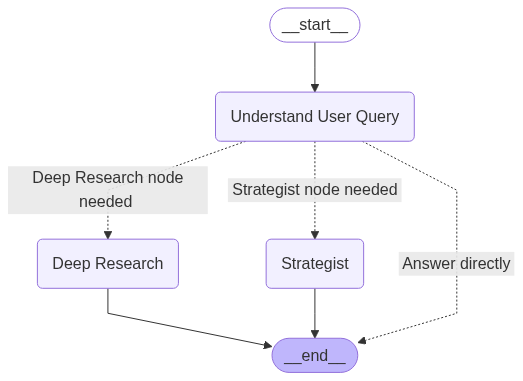 __start__
Understand User Query
Deep Research node
needed
Strategist node needed
Answer directly
Deep Research
Strategist
__end__